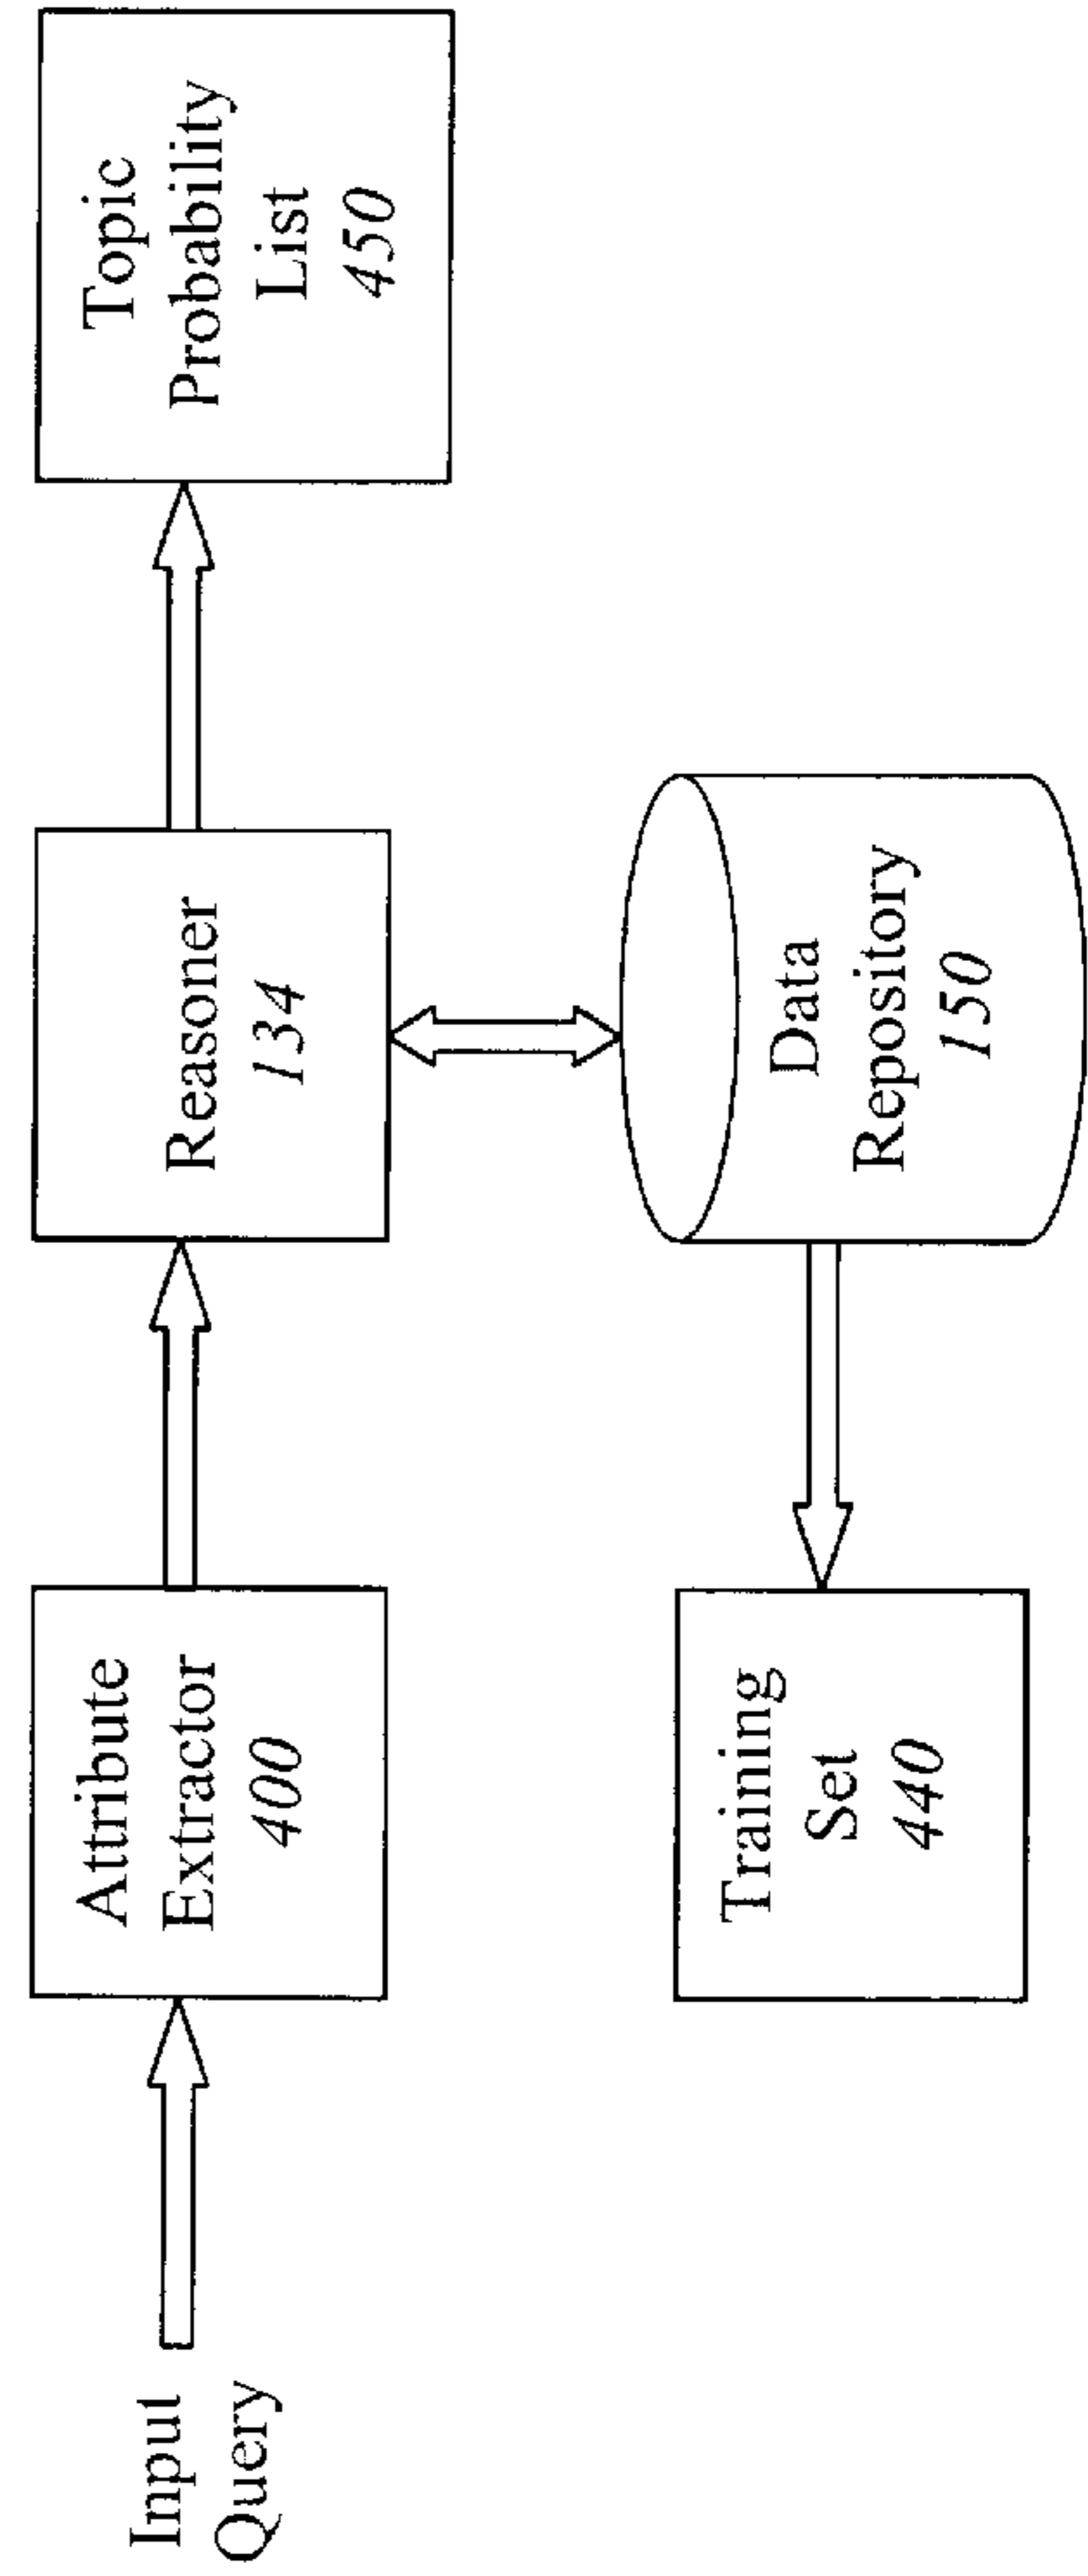 Input
Query
Attribute
Extractor
400
Reasoner
134
Topic
Probability
List
450
Training
Set
440
Data
Repository
150